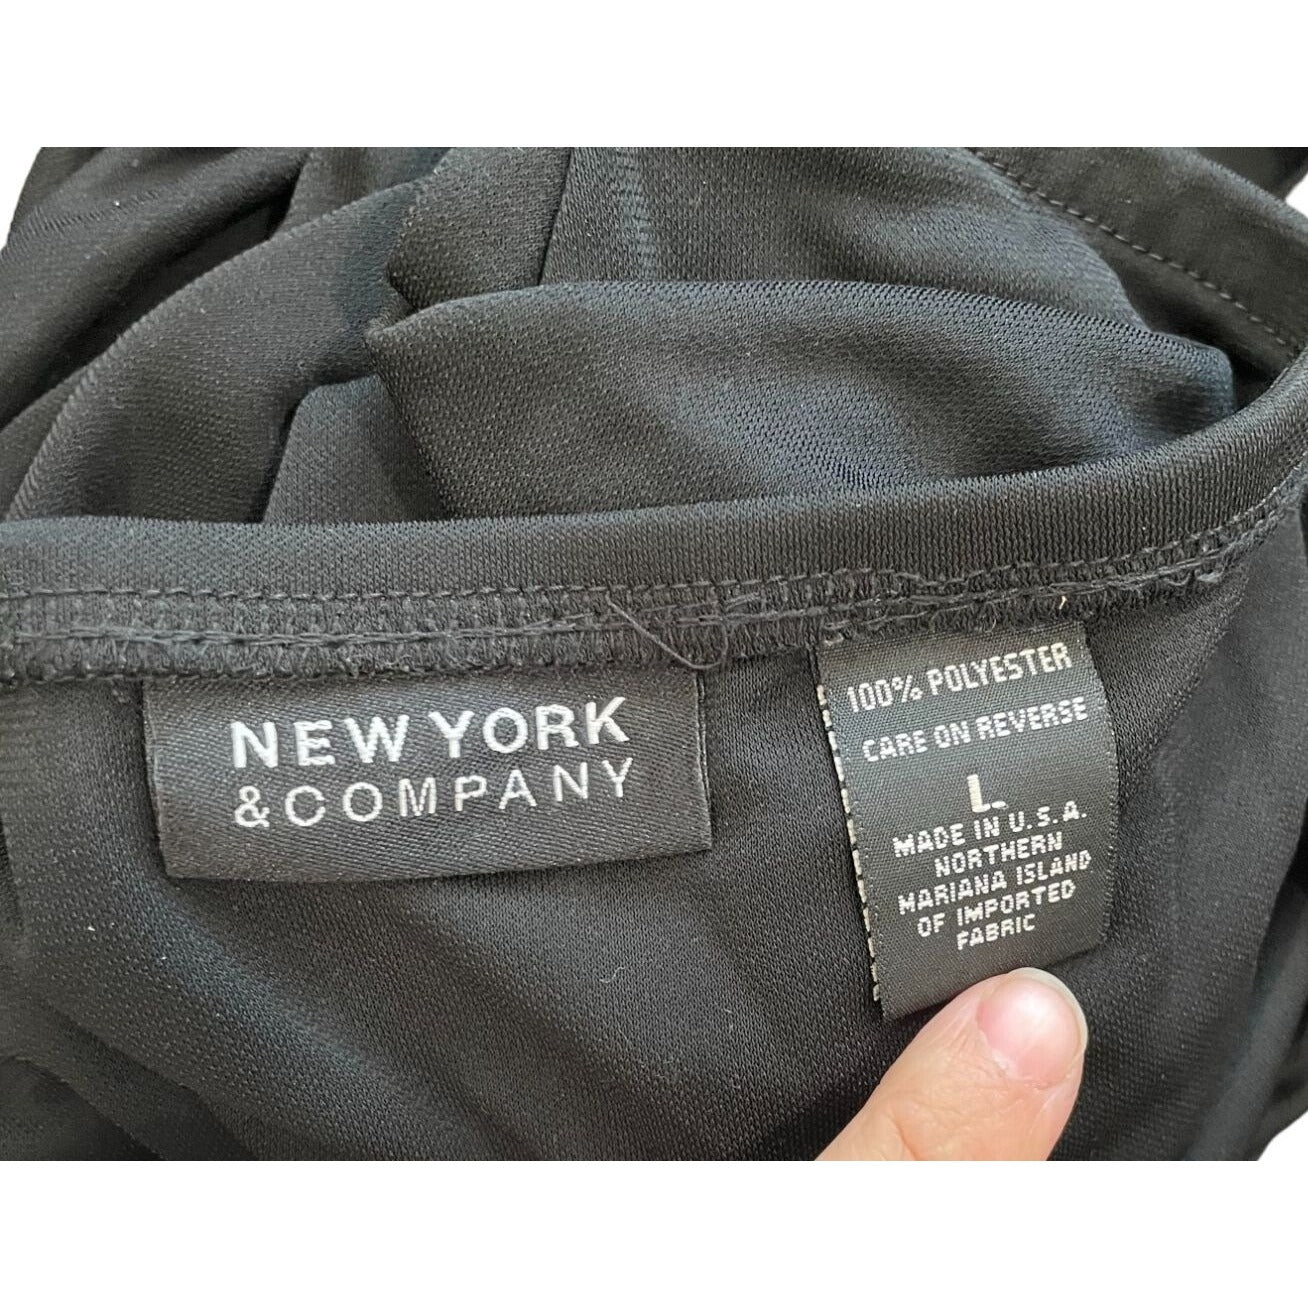 NEW YORK
& COMPANY
100% POLYESTER
CARE ON REVERSE
L
MADE IN U.S.A.
NORTHERN
MARIANA ISLAND
OF IMPORTED
FABRIC